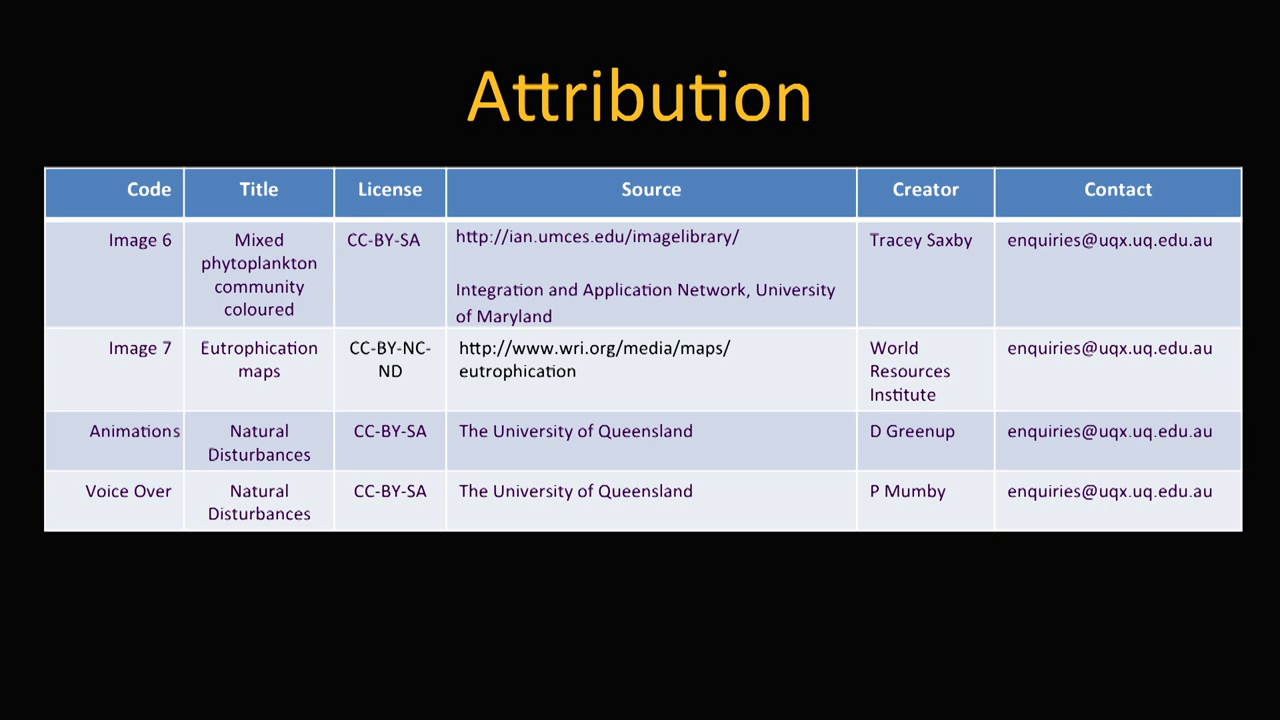 Attribution
Code Title License Source Creator Contact
Image 6 Mixed phytoplankton community coloured CC-BY-SA http://ian.umces.edu/imagelibrary/ Integration and Application Network, University of Maryland Tracey Saxby enquiries@uqx.uq.edu.au
Image 7 Eutrophication maps CC-BY-NC-ND http://www.wri.org/media/maps/eutrophication World Resources Institute enquiries@uqx.uq.edu.au
Animations Natural Disturbances CC-BY-SA The University of Queensland D Greenup enquiries@uqx.uq.edu.au
Voice Over Natural Disturbances CC-BY-SA The University of Queensland P Mumby enquiries@uqx.uq.edu.au